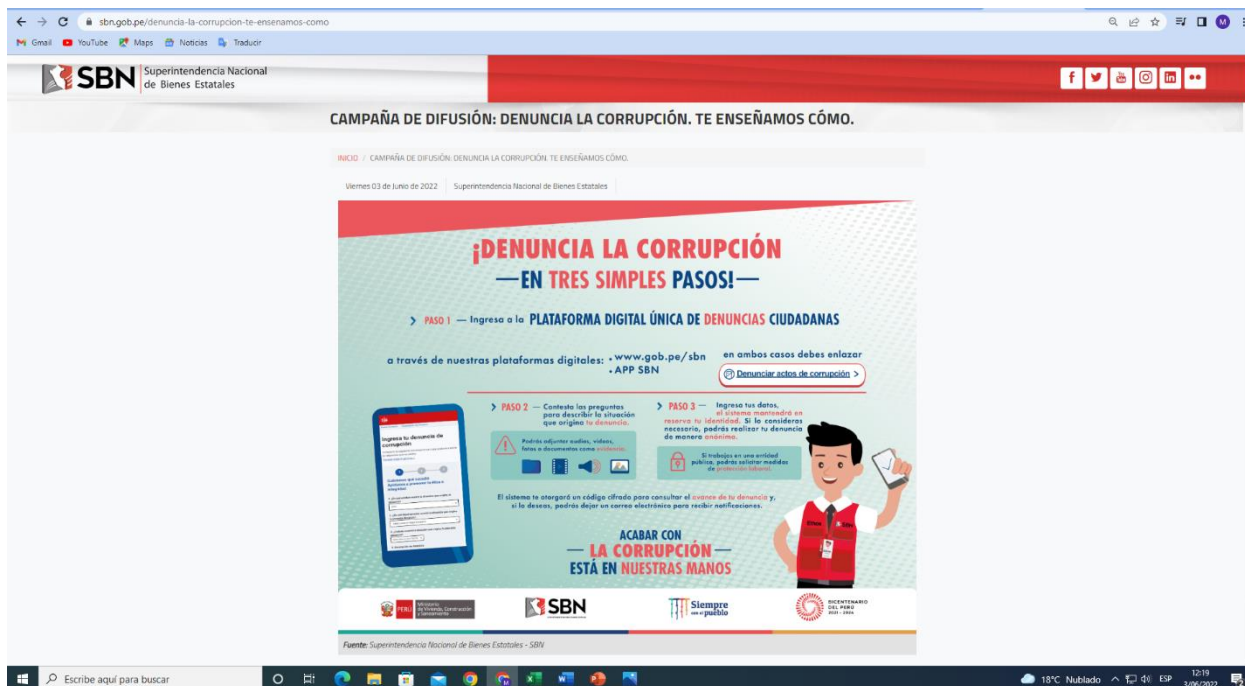 sbn.gob.pe/denuncia-la-corrupcion-te-ensenamos-como
M
Gmail YouTube Maps Noticias Traducir
SBN Superintendencia Nacional
de Bienes Estatales
CAMPAÑA DE DIFUSIÓN: DENUNCIA LA CORRUPCIÓN. TE ENSEÑAMOS CÓMO.
INICIO / CAMPAÑA DE DIFUSIÓN: DENUNCIA LA CORRUPCIÓN. TE ENSEÑAMOS CÓMO.
Viernes 03 de Junio de 2022 Superintendencia Nacional de Bienes Estatales
¡DENUNCIA LA CORRUPCIÓN
—EN TRES SIMPLES PASOS!—
> PASO 1 — Ingresa a la PLATAFORMA DIGITAL ÚNICA DE DENUNCIAS CIUDADANAS
a través de nuestras plataformas digitales: • www.gob.pe/sbn
• APP SBN
en ambos casos debes enlazar
Denunciar actos de corrupción >
> PASO 2 — Contesta las preguntas
para describir la situación
que origina tu denuncia.
Podrás adjuntar audios, videos,
fotos o documentos como evidencia.
> PASO 3 — Ingresa tus datos,
el sistema mantendrá en
reserva tu identidad. Si lo consideras
necesario, podrás realizar tu denuncia
de manera anónima.
Si trabajas en una entidad
pública, podrás solicitar medidas
de protección laboral.
Ingresa tu denuncia de
corrupción
El sistema te otorgará un código cifrado para consultar el avance de tu denuncia y,
si lo deseas, podrás dejar un correo electrónico para recibir notificaciones.
SBN
ACABAR CON
— LA CORRUPCIÓN —
ESTÁ EN NUESTRAS MANOS
PERÚ Ministerio
de Vivienda, Construcción
y Saneamiento
SBN
Siempre
con el pueblo
BICENTENARIO
DEL PERÚ
2021 - 2024
Fuente: Superintendencia Nacional de Bienes Estatales - SBN
Escribe aquí para buscar
18°C Nublado ESP
12:19
3/06/2022